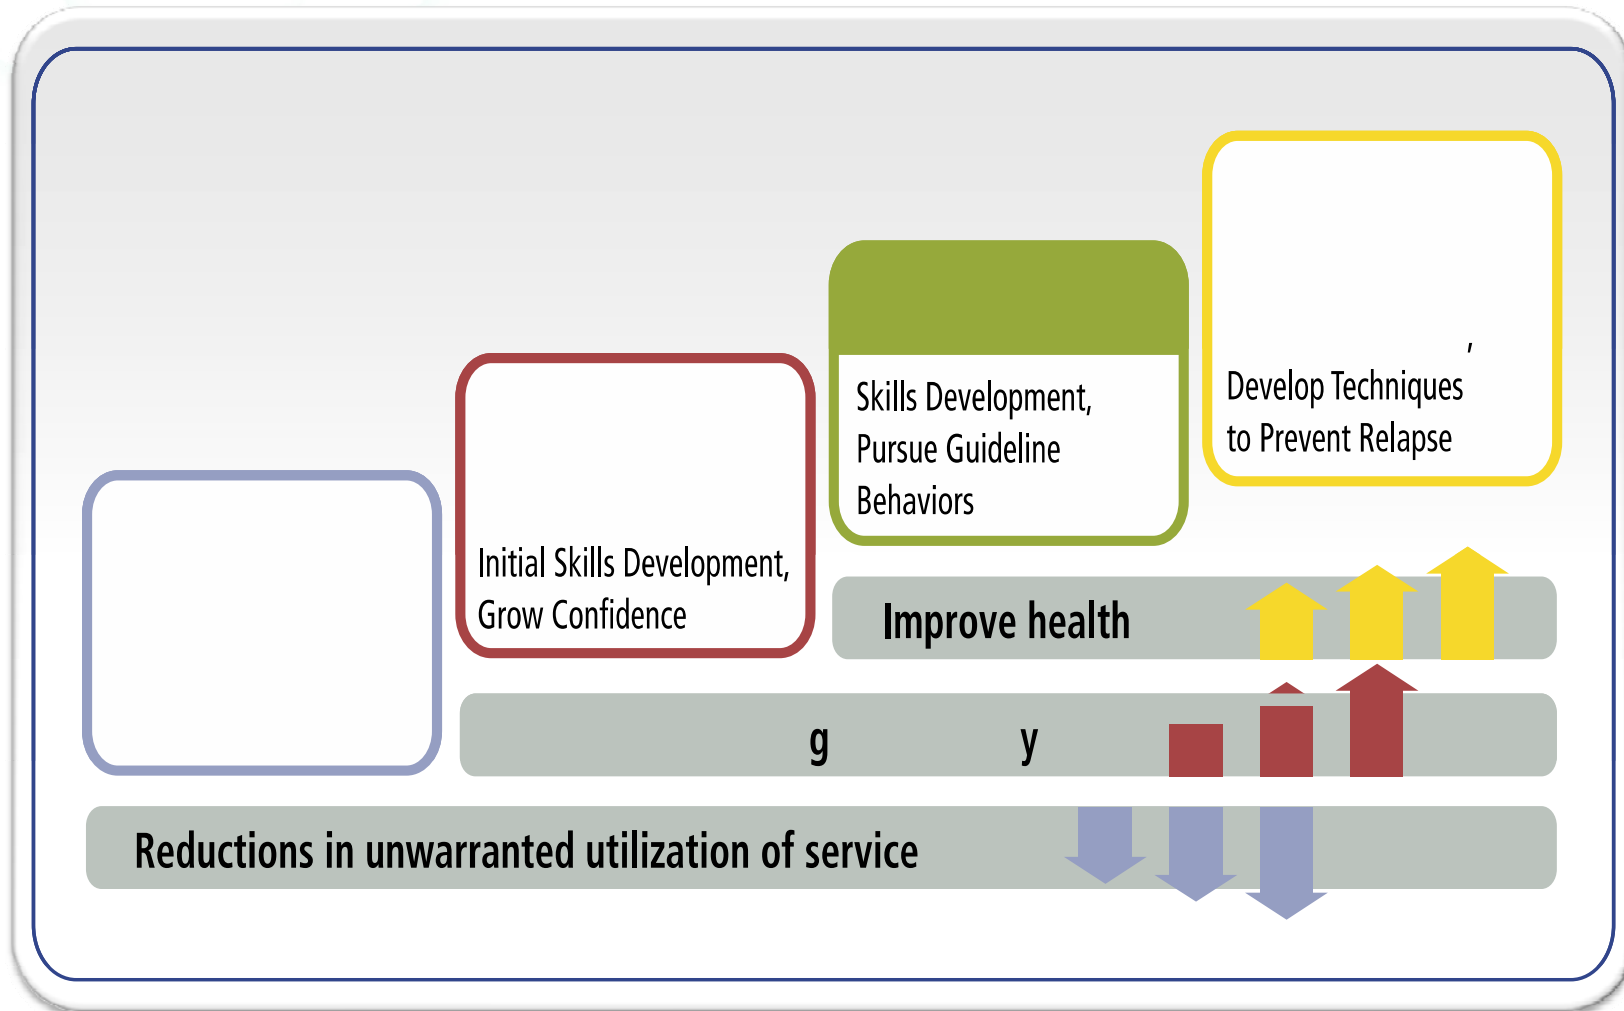 ,
Develop Techniques
to Prevent Relapse
Skills Development,
Pursue Guideline
Behaviors
Initial Skills Development,
Grow Confidence
Improve health
g y
Reductions in unwarranted utilization of service